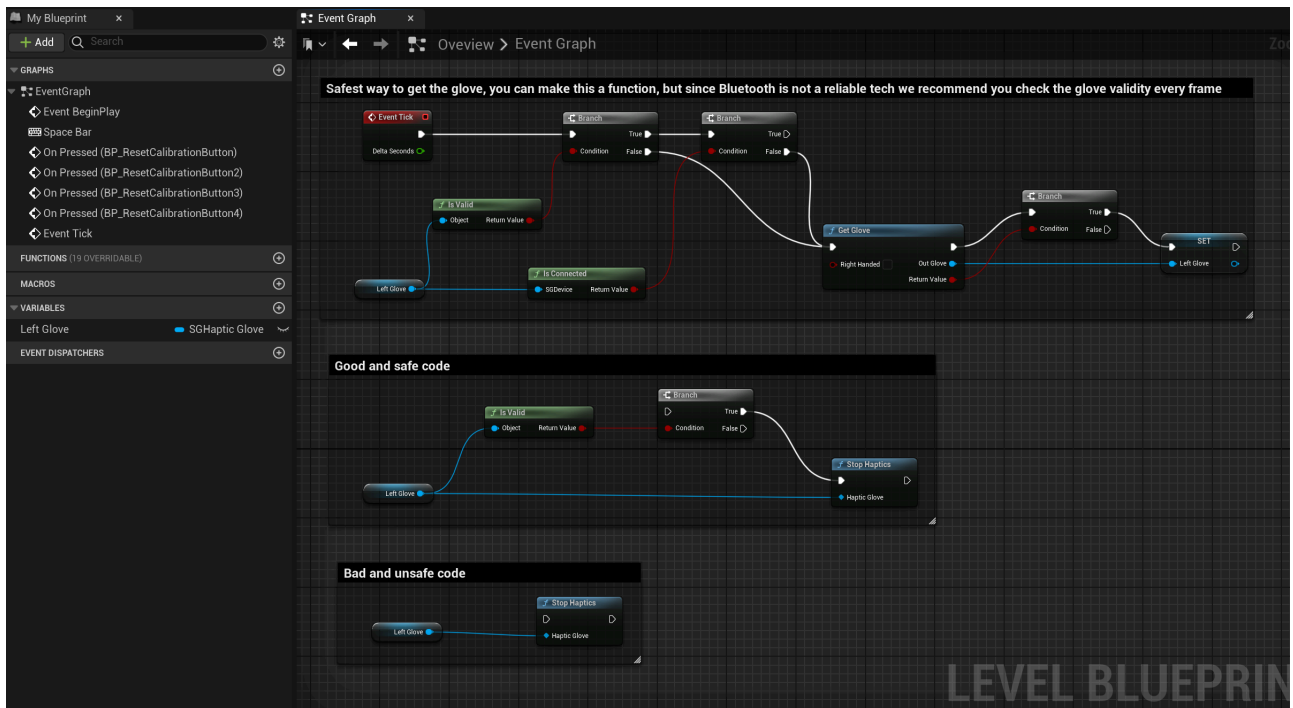 My Blueprint
Event Graph
Add
Search
Oveview > Event Graph
Zoo
GRAPHS
EventGraph
Event BeginPlay
Space Bar
On Pressed (BP_ResetCalibrationButton)
On Pressed (BP_ResetCalibrationButton2)
On Pressed (BP_ResetCalibrationButton3)
On Pressed (BP_ResetCalibrationButton4)
Event Tick
FUNCTIONS (19 OVERRIDABLE)
MACROS
VARIABLES
Left Glove SGHaptic Glove
EVENT DISPATCHERS
Safest way to get the glove, you can make this a function, but since Bluetooth is not a reliable tech we recommend you check the glove validity every frame
Event Tick
Delta Seconds
Branch
True
Condition False
Branch
True
Condition False
Is Valid
Object Return Value
Left Glove
Is Connected
SGDevice Return Value
Get Glove
Right Handed Out Glove
Return Value
Branch
True
Condition False
SET
Left Glove
Good and safe code
Is Valid
Object Return Value
Branch
True
Condition False
Left Glove
Stop Haptics
Haptic Glove
Bad and unsafe code
Left Glove
Stop Haptics
Haptic Glove
LEVEL BLUEPRIN